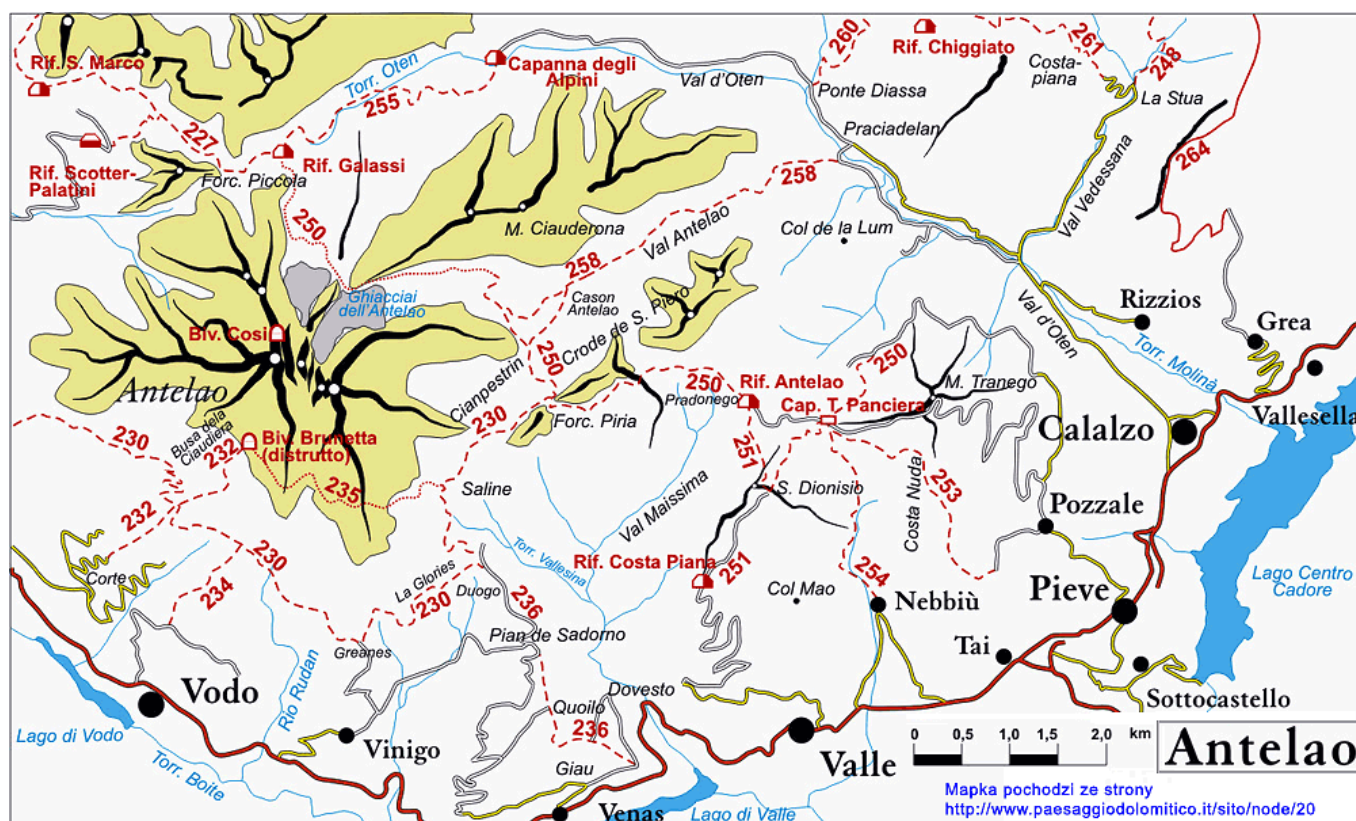 260
Rif. Chiggiato
261
Costa-
piana
248
Rif. S. Marco
Torr. Oten
Capanna degli
Alpini
Val d'Oten
Ponte Diassa
La Stua
255
227
Praciadelan
264
Rif. Scotter-
Palatini
Rif. Galassi
Forc. Piccola
258
Val Vedessana
250
M. Ciauderona
Val Antelao
Col de la Lum
258
Cason
Antelao
Ghiacciai
dell'Antelao
Crode de S. Piero
Val d'Oten
Rizzios
Grea
Biv. Cosi
Torr. Molinà
Antelao
Cianpestrin
250
250
250
Rif. Antelao
M. Tranego
Pradonego
Cap. T. Panciera
Vallesella
230
Busa dela
Ciaudiera
232
Biv. Brunetta
(distrutto)
230
Forc. Piria
Calalzo
235
Saline
251
S. Dionisio
Costa Nuda
253
232
Val Maissima
Pozzale
230
Torr. Vallesina
Rif. Costa Piana
251
254
Corte
234
La Glories
230
Duogo
236
Col Mao
Nebbiù
Pieve
Lago Centro
Cadore
Greanes
Pian de Sadorno
Tai
Rio Rudan
Vodo
Dovesto
Sottocastello
Quoilo
Lago di Vodo
Vinigo
236
Valle
0 0,5 1,0 1,5 2,0 km
Antelao
Giau
Torr. Boite
Venas
Lago di Valle
Mapka pochodzi ze strony
http://www.paesaggiodolomitico.it/sito/node/20